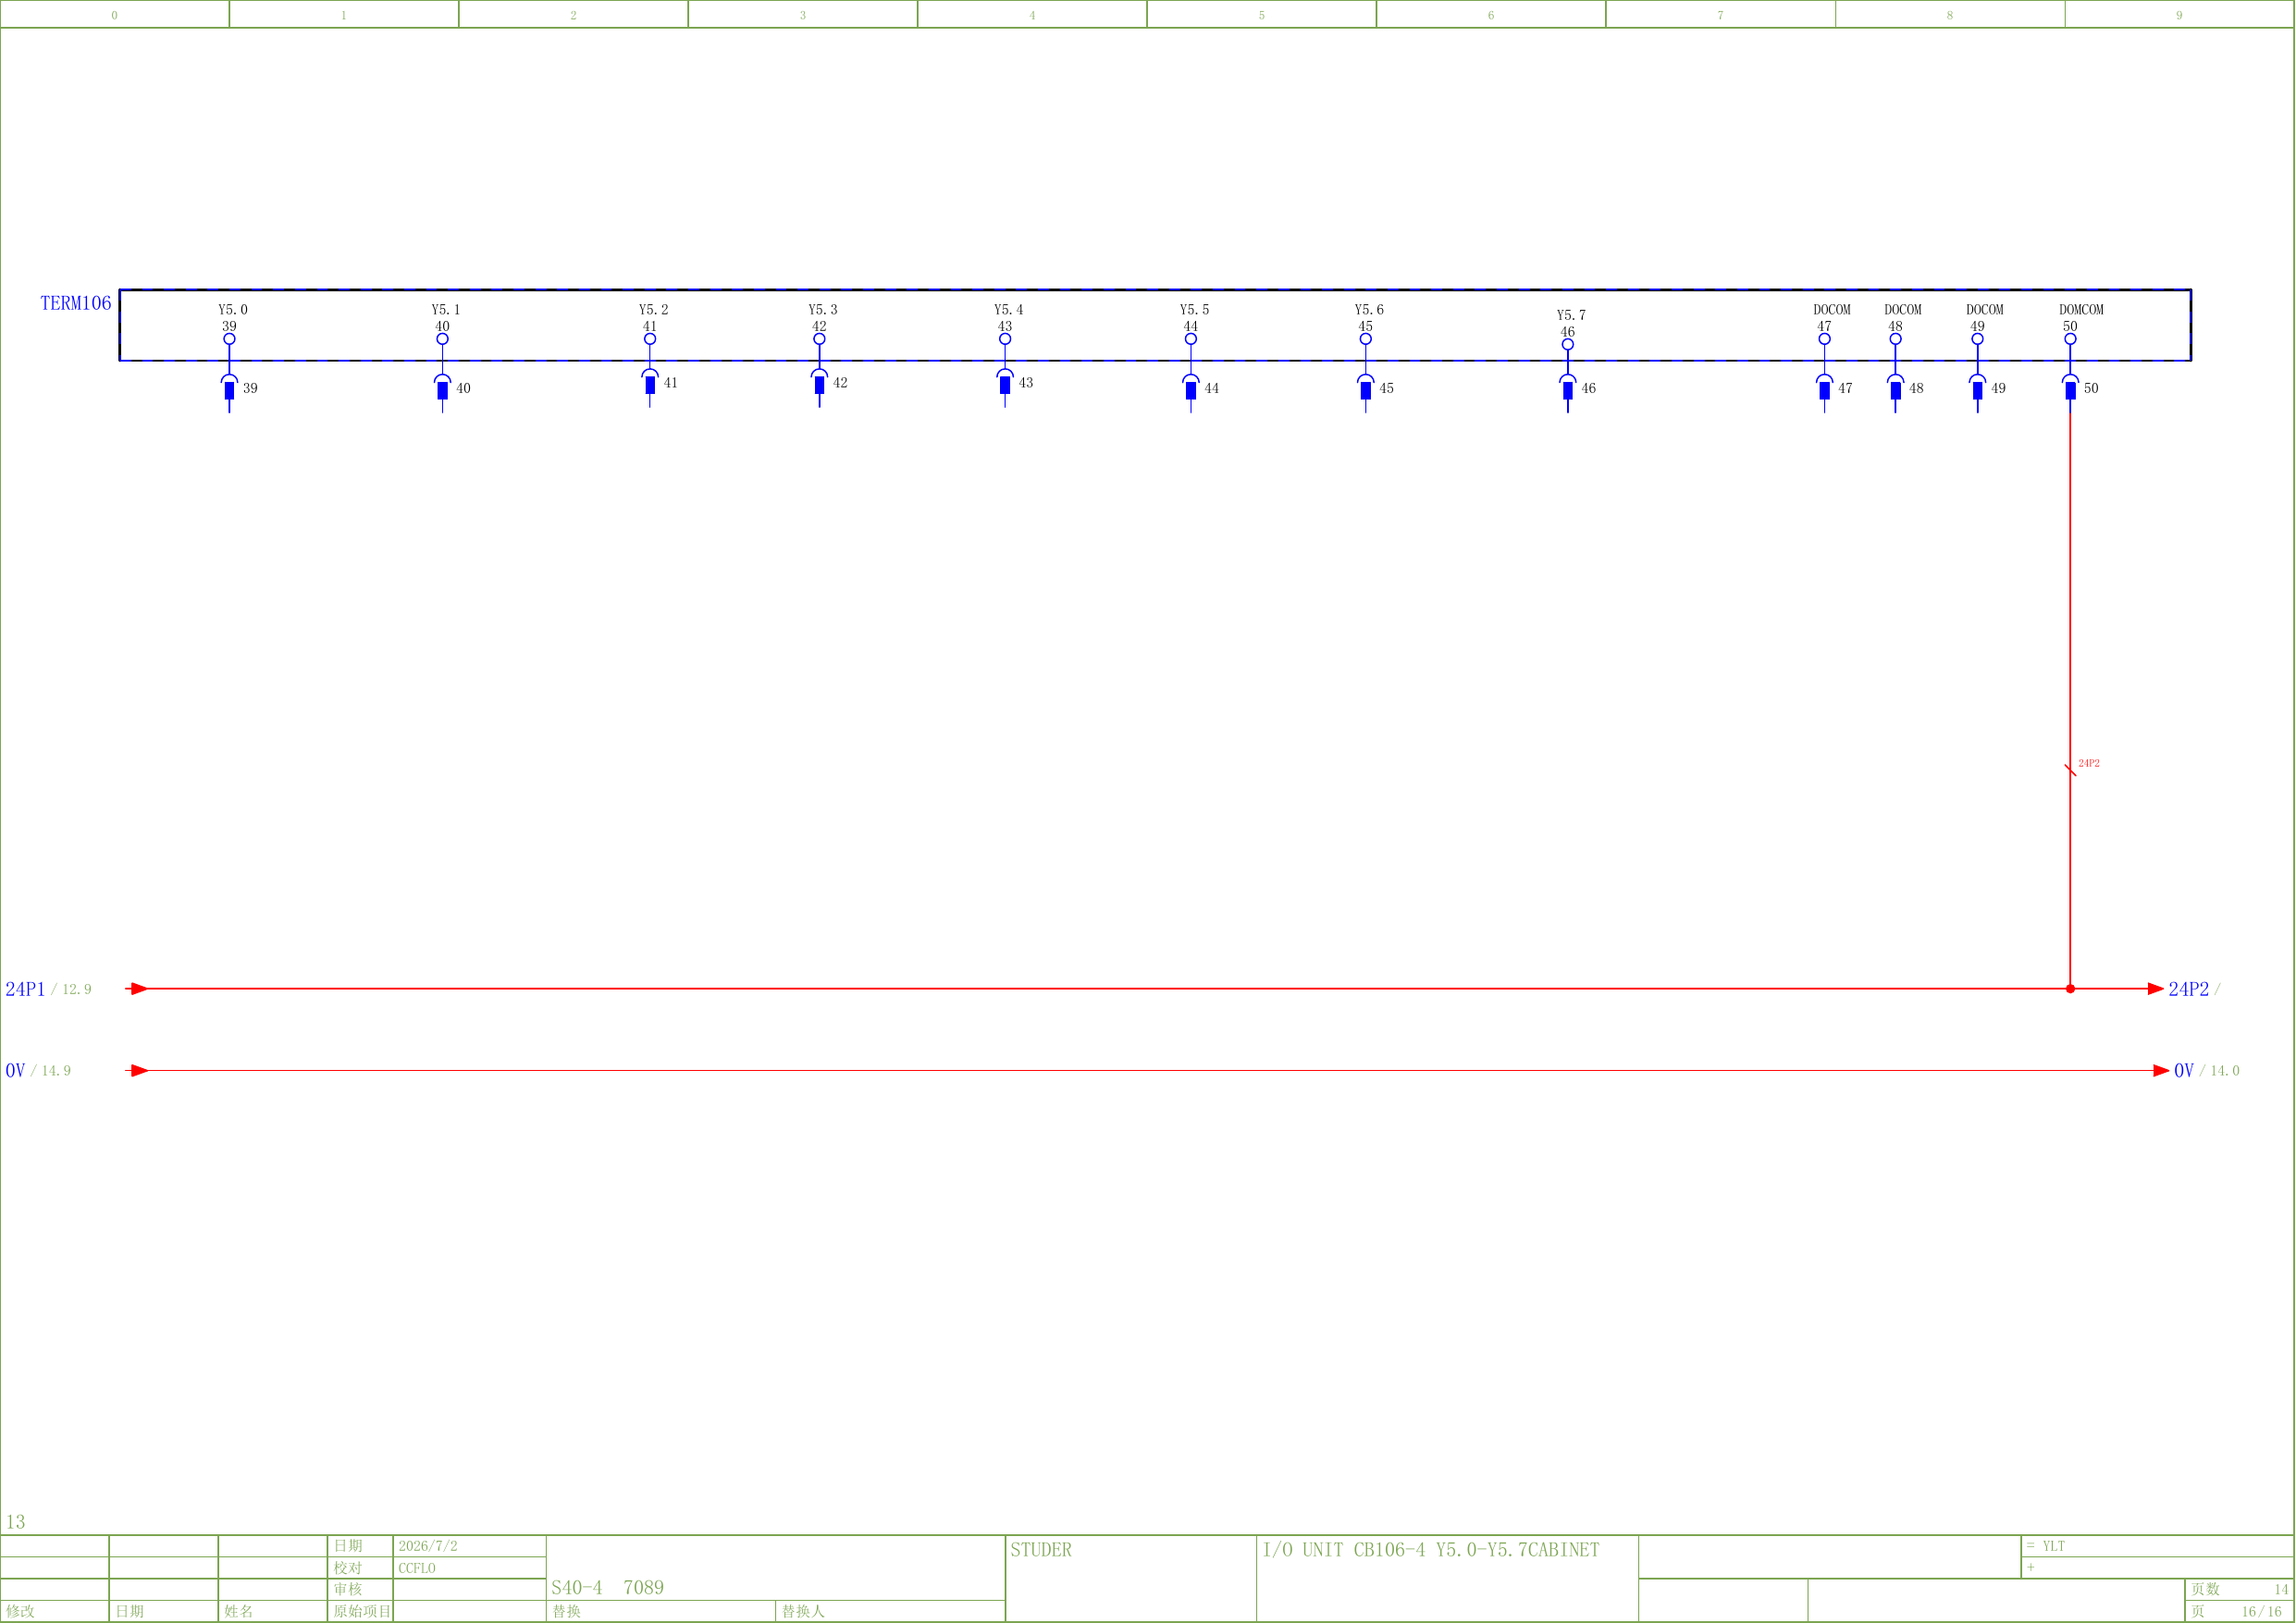 0 1 2 3 4 5 6 7 8 9
TERM106
Y5.0 Y5.1 Y5.2 Y5.3 Y5.4 Y5.5 Y5.6 Y5.7 DOCOM DOCOM DOCOM DOMCOM
39 40 41 42 43 44 45 46 47 48 49 50
39 40 41 42 43 44 45 46 47 48 49 50
24P2
24P1 / 12.9 24P2 /
0V / 14.9 0V / 14.0
13
日期 2026/7/2 STUDER I/O UNIT CB106-4 Y5.0-Y5.7CABINET = YLT
校对 CCFLO +
审核 S40-4 7089 页数 14
修改 日期 姓名 原始项目 替换 替换人 页 16/16